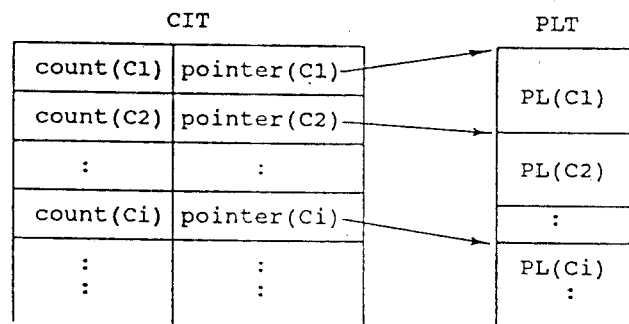 CIT PLT
count(C1) pointer(C1)
PL(C1)
count(C2) pointer(C2)
: : PL(C2)
count(Ci) pointer(Ci) :
PL(Ci)
: : :
: :